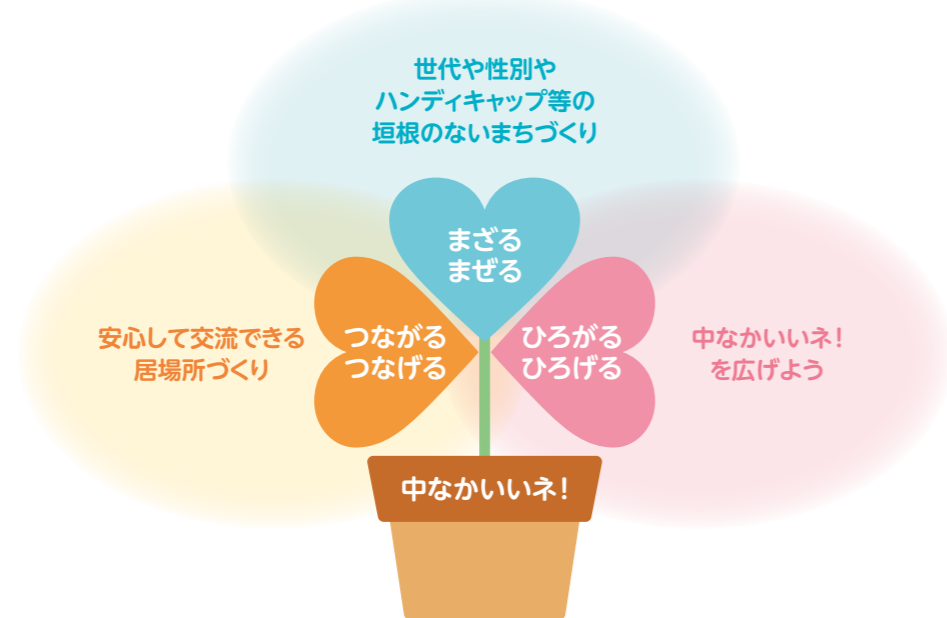 世代や性別や
ハンディキャップ等の
垣根のないまちづくり
まざる
まぜる
安心して交流できる
居場所づくり
つながる
つなげる
ひろがる
ひろげる
中なかいいネ!
を広げよう
中なかいいネ!